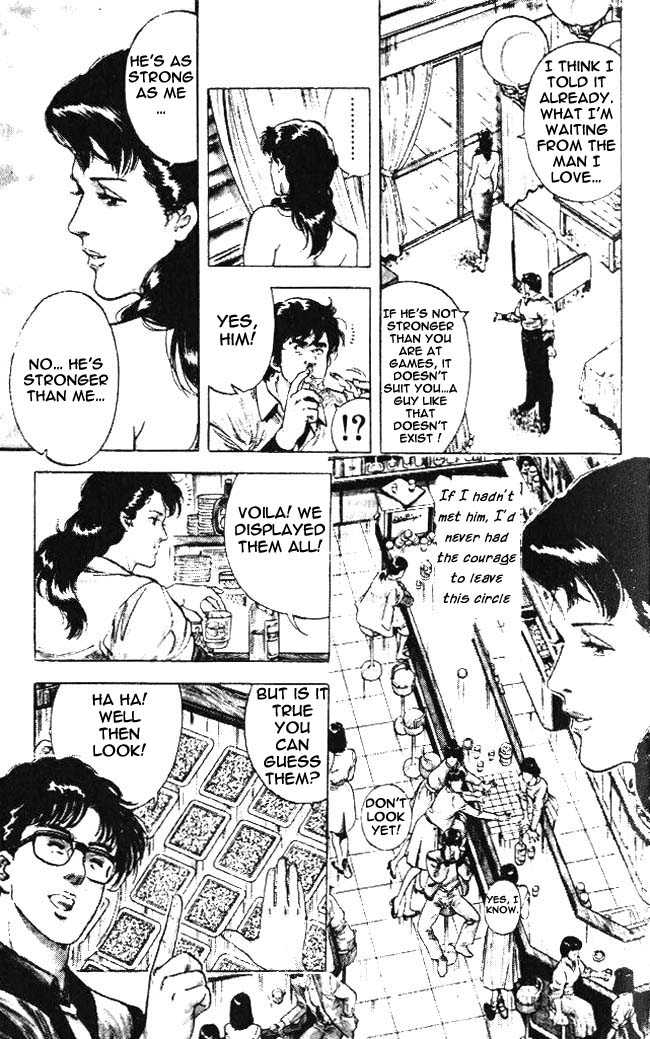 I THINK I
TOLD IT
ALREADY.
WHAT I'M
WAITING
FROM THE
MAN I
LOVE...
IF HE'S NOT
STRONGER
THAN YOU
ARE AT
GAMES, IT
DOESN'T
SUIT YOU...A
GUY LIKE
THAT
DOESN'T
EXIST !
........
YES,
HIM!
......
!?
HE'S AS
STRONG
AS ME
...
NO... HE'S
STRONGER
THAN ME...
If I hadn't
met him, I'd
never had
the courage
to leave
this circle
DON'T
LOOK
YET!
YES, I
KNOW.
VOILA! WE
DISPLAYED
THEM ALL!
BUT IS IT
TRUE
YOU
CAN
GUESS
THEM?
HA HA!
WELL
THEN
LOOK!